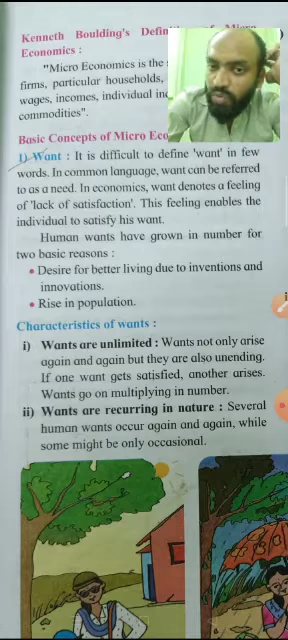 Kenneth Boulding's
Economics :
"Micro Economics is the
firms, particular households,
wages, incomes, individual
commodities".
Basic Concepts of Micro
1) Want : It is difficult to define 'want' in few
words. In common language, want can be referred
to as a need. In economics, want denotes a feeling
of 'lack of satisfaction'. This feeling enables the
individual to satisfy his want.
Human wants have grown in number for
two basic reasons :
• Desire for better living due to inventions and
innovations.
• Rise in population.
Characteristics of wants :
i) Wants are unlimited : Wants not only arise
again and again but they are also unending.
If one want gets satisfied, another arises.
Wants go on multiplying in number.
ii) Wants are recurring in nature : Several
human wants occur again and again, while
some might be only occasional.